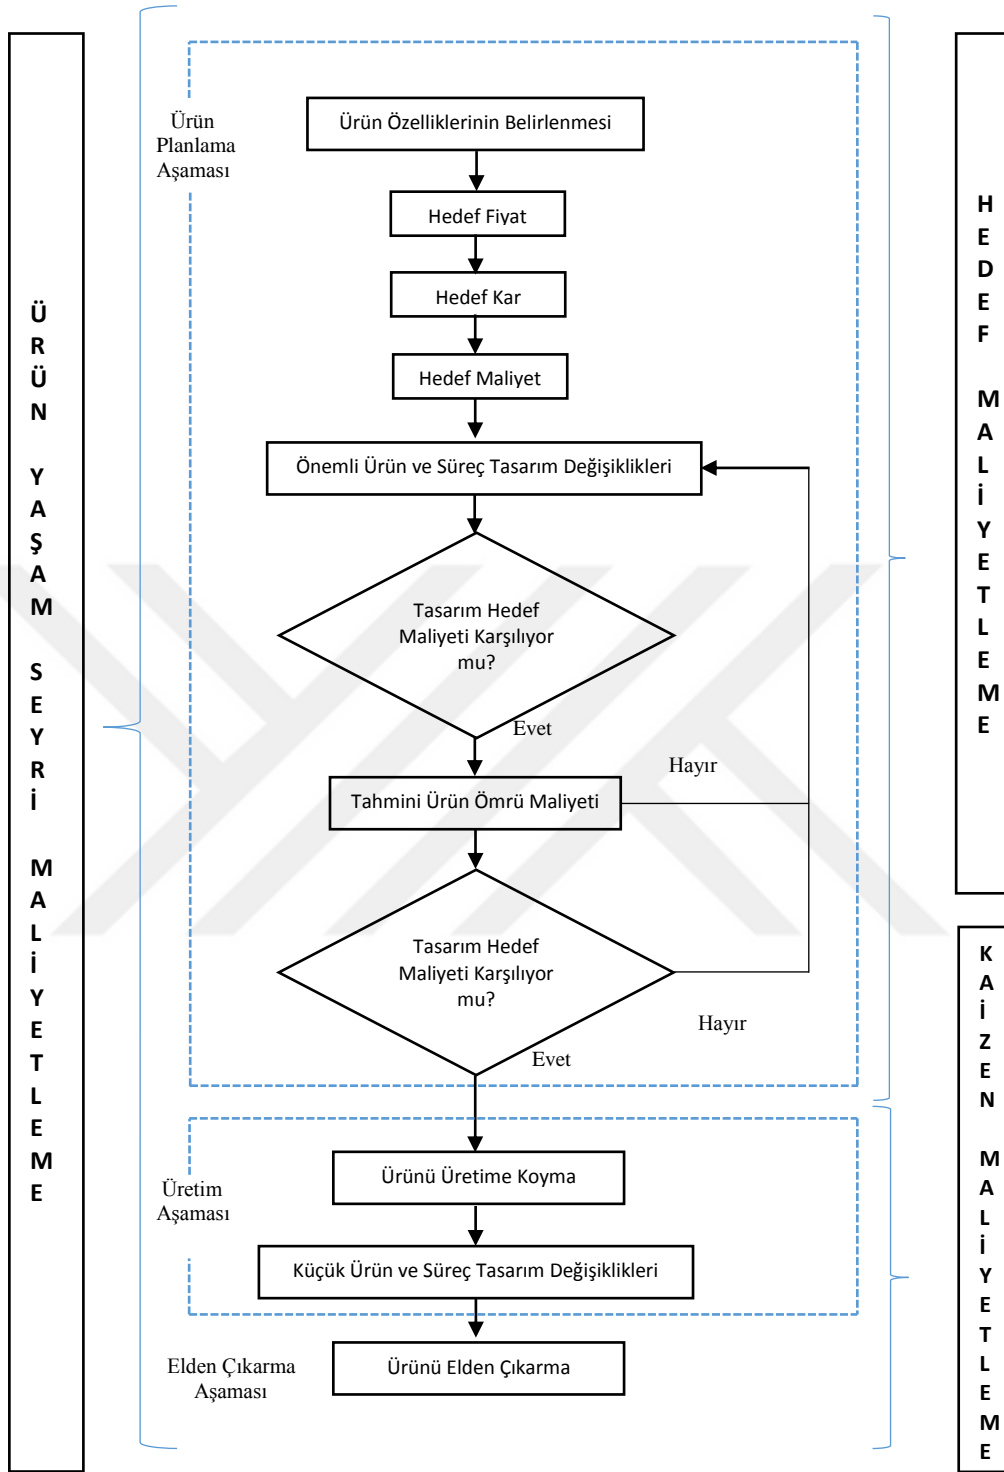 Ürün
Planlama
Aşaması
Ürün Özelliklerinin Belirlenmesi
Hedef Fiyat
Hedef Kar
Hedef Maliyet
Önemli Ürün ve Süreç Tasarım Değişiklikleri
Tasarım Hedef
Maliyeti Karşılıyor
mu?
Evet
Hayır
Tahmini Ürün Ömrü Maliyeti
Tasarım Hedef
Maliyeti Karşılıyor
mu?
Hayır
Evet
Üretim
Aşaması
Ürünü Üretime Koyma
Küçük Ürün ve Süreç Tasarım Değişiklikleri
Elden Çıkarma
Aşaması
Ürünü Elden Çıkarma
ÜRÜN YAŞAM SEYRİ MALİYETLEME
HEDEF MALİYETLEME
KAİZEN MALİYETLEME